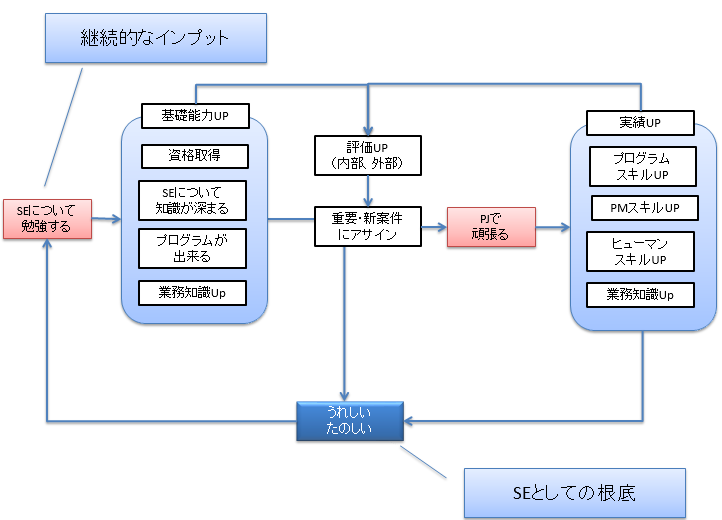 継続的なインプット
基礎能力UP
資格取得
SEについて
知識が深まる
プログラムが
出来る
業務知識Up
SEについて
勉強する
評価UP
（内部、外部）
重要・新案件
にアサイン
PJで
頑張る
実績UP
プログラム
スキルUP
PMスキルUP
ヒューマン
スキルUP
業務知識Up
うれしい
たのしい
SEとしての根底